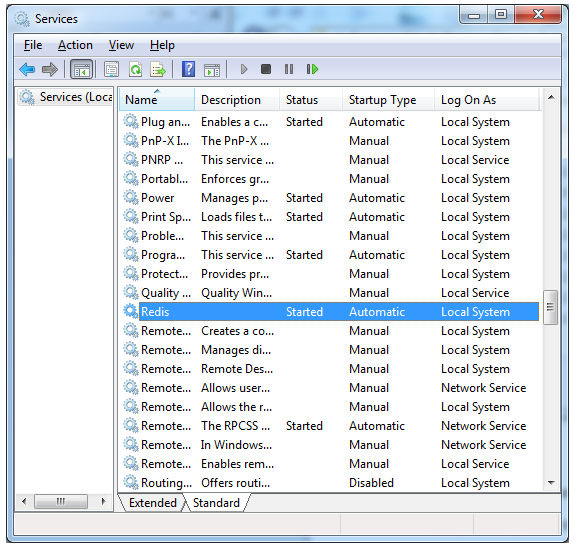 Services
File Action View Help
Services (Loca
Name Description Status Startup Type Log On As
Plug an... Enables a c... Started Automatic Local System
PnP-X I... The PnP-X ... Manual Local System
PNRP ... This service ... Manual Local Service
Portabl... Enforces gr... Manual Local System
Power Manages p... Started Automatic Local System
Print Sp... Loads files t... Started Automatic Local System
Proble... This service ... Manual Local System
Progra... This service ... Started Automatic Local System
Protect... Provides pr... Manual Local System
Quality ... Quality Win... Manual Local Service
Redis Started Automatic Local System
Remote... Creates a co... Manual Local System
Remote... Manages di... Manual Local System
Remote... Remote Des... Manual Local System
Remote... Allows user... Manual Network Service
Remote... Allows the r... Manual Local System
Remote... The RPCSS ... Started Automatic Network Service
Remote... In Windows... Manual Network Service
Remote... Enables rem... Manual Local Service
Routing... Offers routi... Disabled Local System
Extended Standard